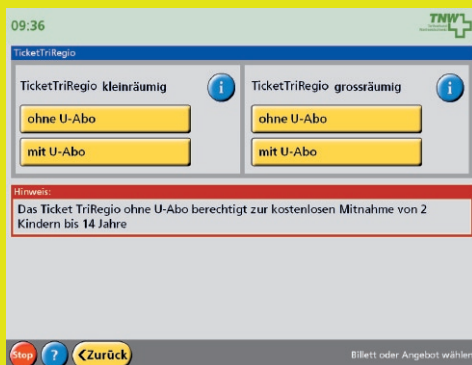 09:36
TNW
TicketTriRegio
TicketTriRegio kleinräumig
i
ohne U-Abo
mit U-Abo
TicketTriRegio grossräumig
i
ohne U-Abo
mit U-Abo
Hinweis:
Das Ticket TriRegio ohne U-Abo berechtigt zur kostenlosen Mitnahme von 2
Kindern bis 14 Jahre
Stop
?
<Zurück
Billett oder Angebot wählen